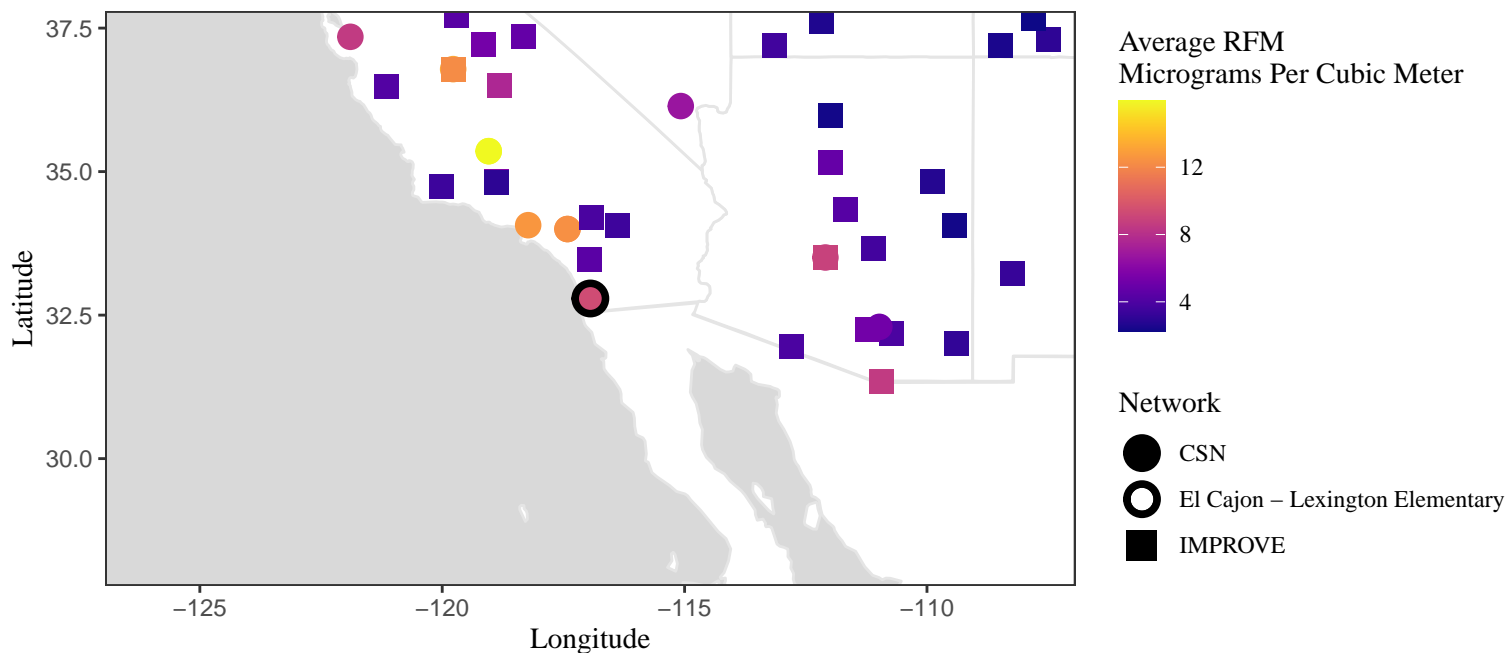 37.5
35.0
32.5
30.0
Latitude
−125
−120
−115
−110
Longitude
Average RFM
Micrograms Per Cubic Meter
12
8
4
Network
CSN
El Cajon – Lexington Elementary
IMPROVE